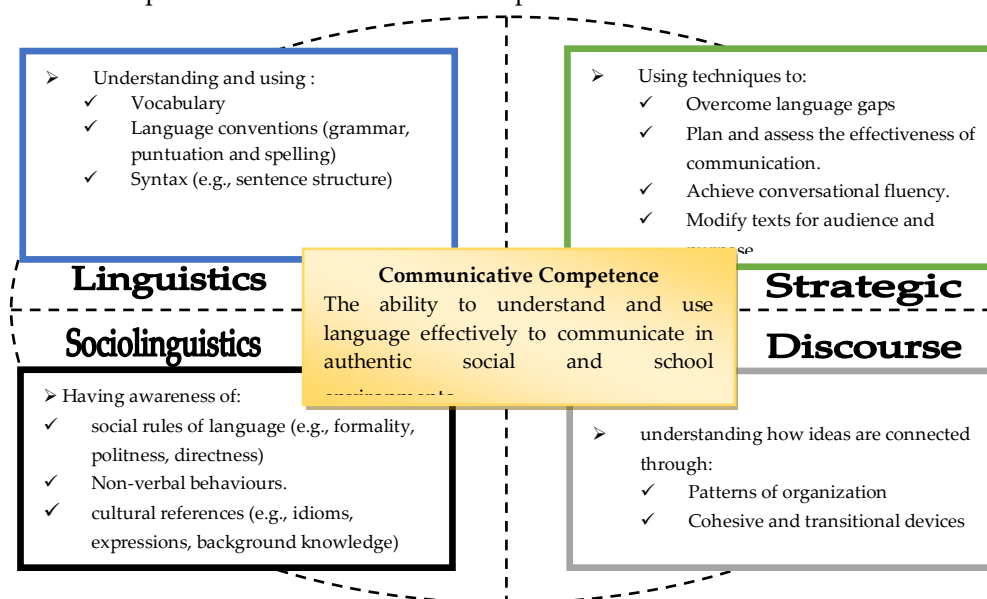 ➢ Understanding and using :
✓ Vocabulary
✓ Language conventions (grammar,
puntuation and spelling)
✓ Syntax (e.g., sentence structure)
Linguistics
➢ Using techniques to:
✓ Overcome language gaps
✓ Plan and assess the effectiveness of
communication.
✓ Achieve conversational fluency.
✓ Modify texts for audience and
Strategic
Communicative Competence
The ability to understand and use
language effectively to communicate in
authentic social and school
Sociolinguistics
➢ Having awareness of:
✓ social rules of language (e.g., formality,
politness, directness)
✓ Non-verbal behaviours.
✓ cultural references (e.g., idioms,
expressions, background knowledge)
Discourse
➢ understanding how ideas are connected
through:
✓ Patterns of organization
✓ Cohesive and transitional devices